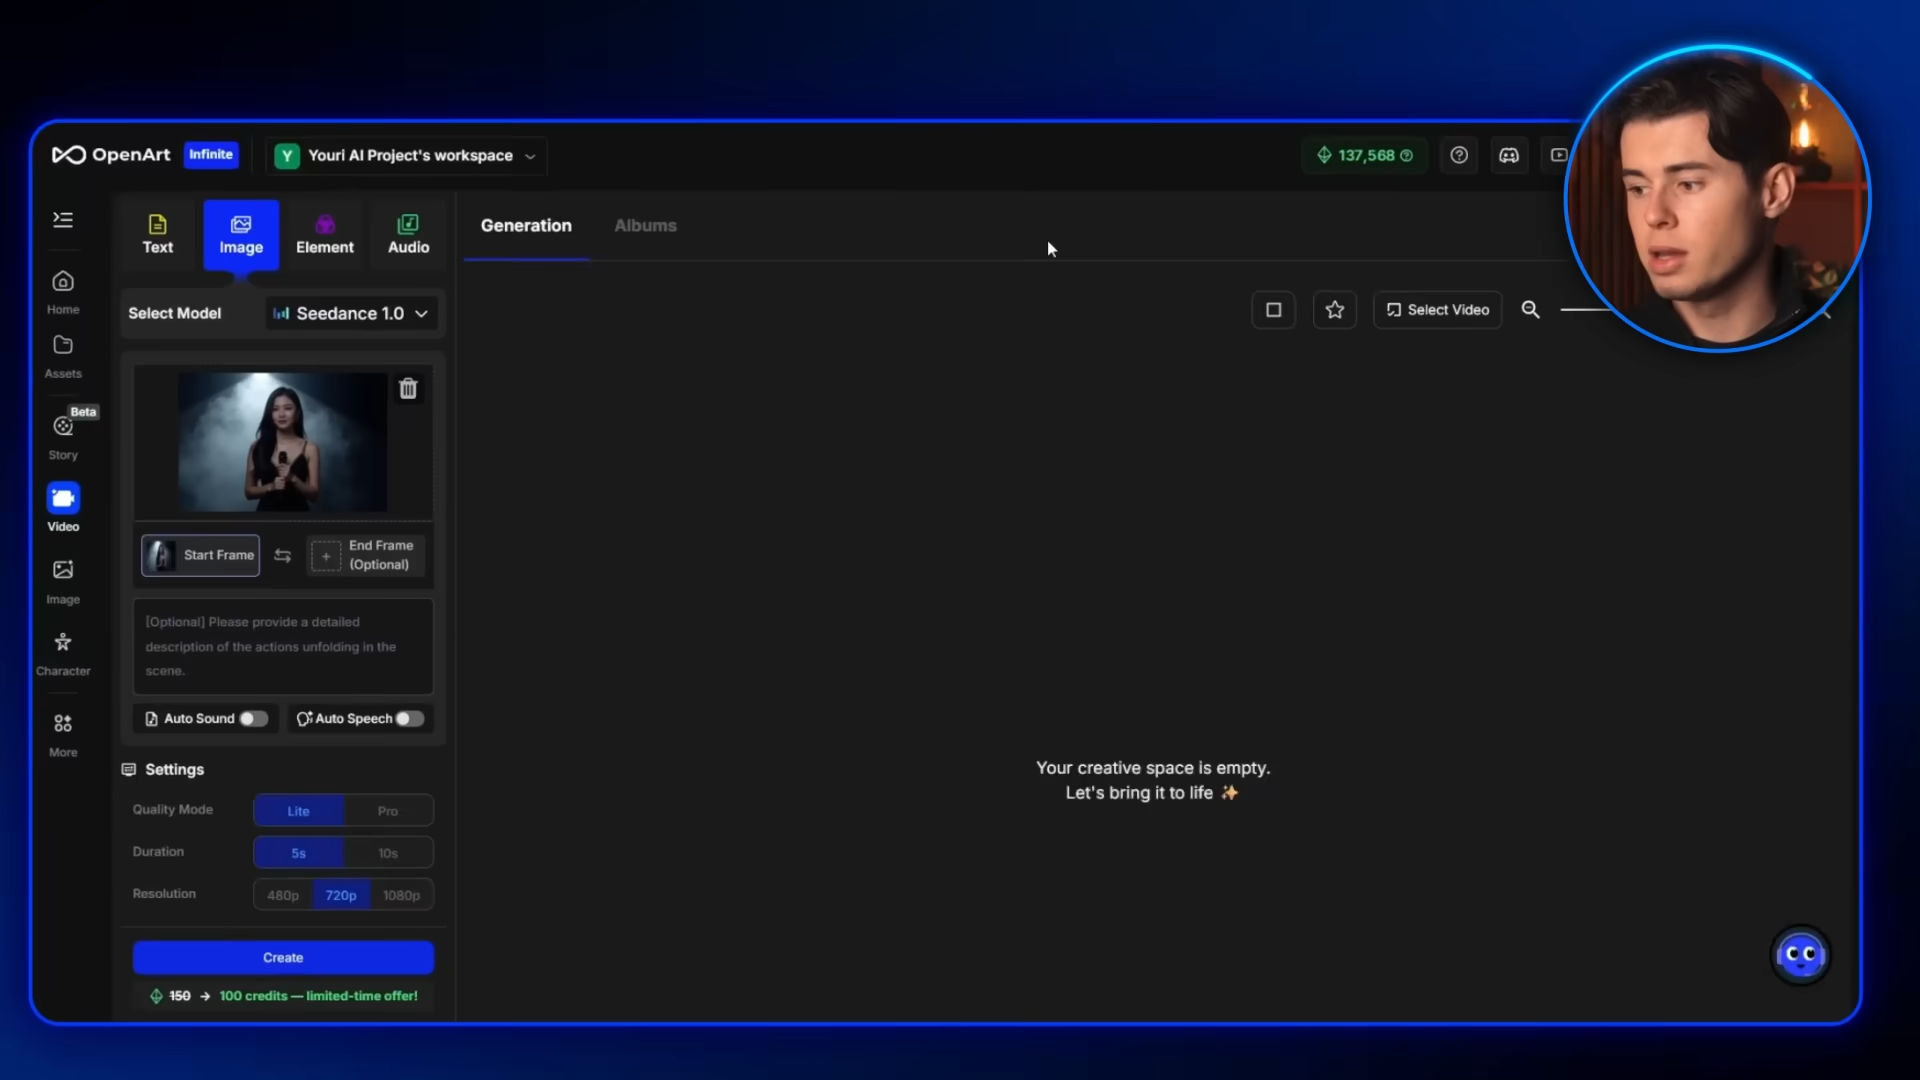 OpenArt Infinite Y Youri AI Project's workspace 137,568
Text Image Element Audio
Generation Albums
Home
Select Model Seedance 1.0
Select Video
Assets
Beta
Story
Video
Start Frame
End Frame
(Optional)
Image
[Optional] Please provide a detailed
description of the actions unfolding in the
scene.
Character
Auto Sound Auto Speech
More
Settings
Your creative space is empty.
Let's bring it to life ✨
Quality Mode Lite Pro
Duration 5s 10s
Resolution 480p 720p 1080p
Create
150 → 100 credits — limited-time offer!